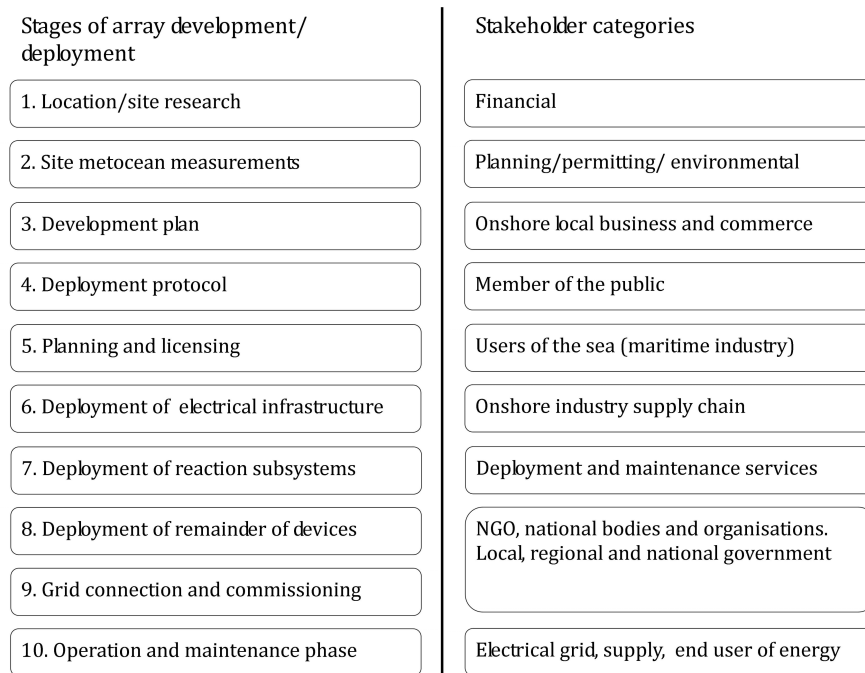 Stages of array development/
deployment
1. Location/site research
2. Site metocean measurements
3. Development plan
4. Deployment protocol
5. Planning and licensing
6. Deployment of electrical infrastructure
7. Deployment of reaction subsystems
8. Deployment of remainder of devices
9. Grid connection and commissioning
10. Operation and maintenance phase
Stakeholder categories
Financial
Planning/permitting/ environmental
Onshore local business and commerce
Member of the public
Users of the sea (maritime industry)
Onshore industry supply chain
Deployment and maintenance services
NGO, national bodies and organisations.
Local, regional and national government
Electrical grid, supply, end user of energy